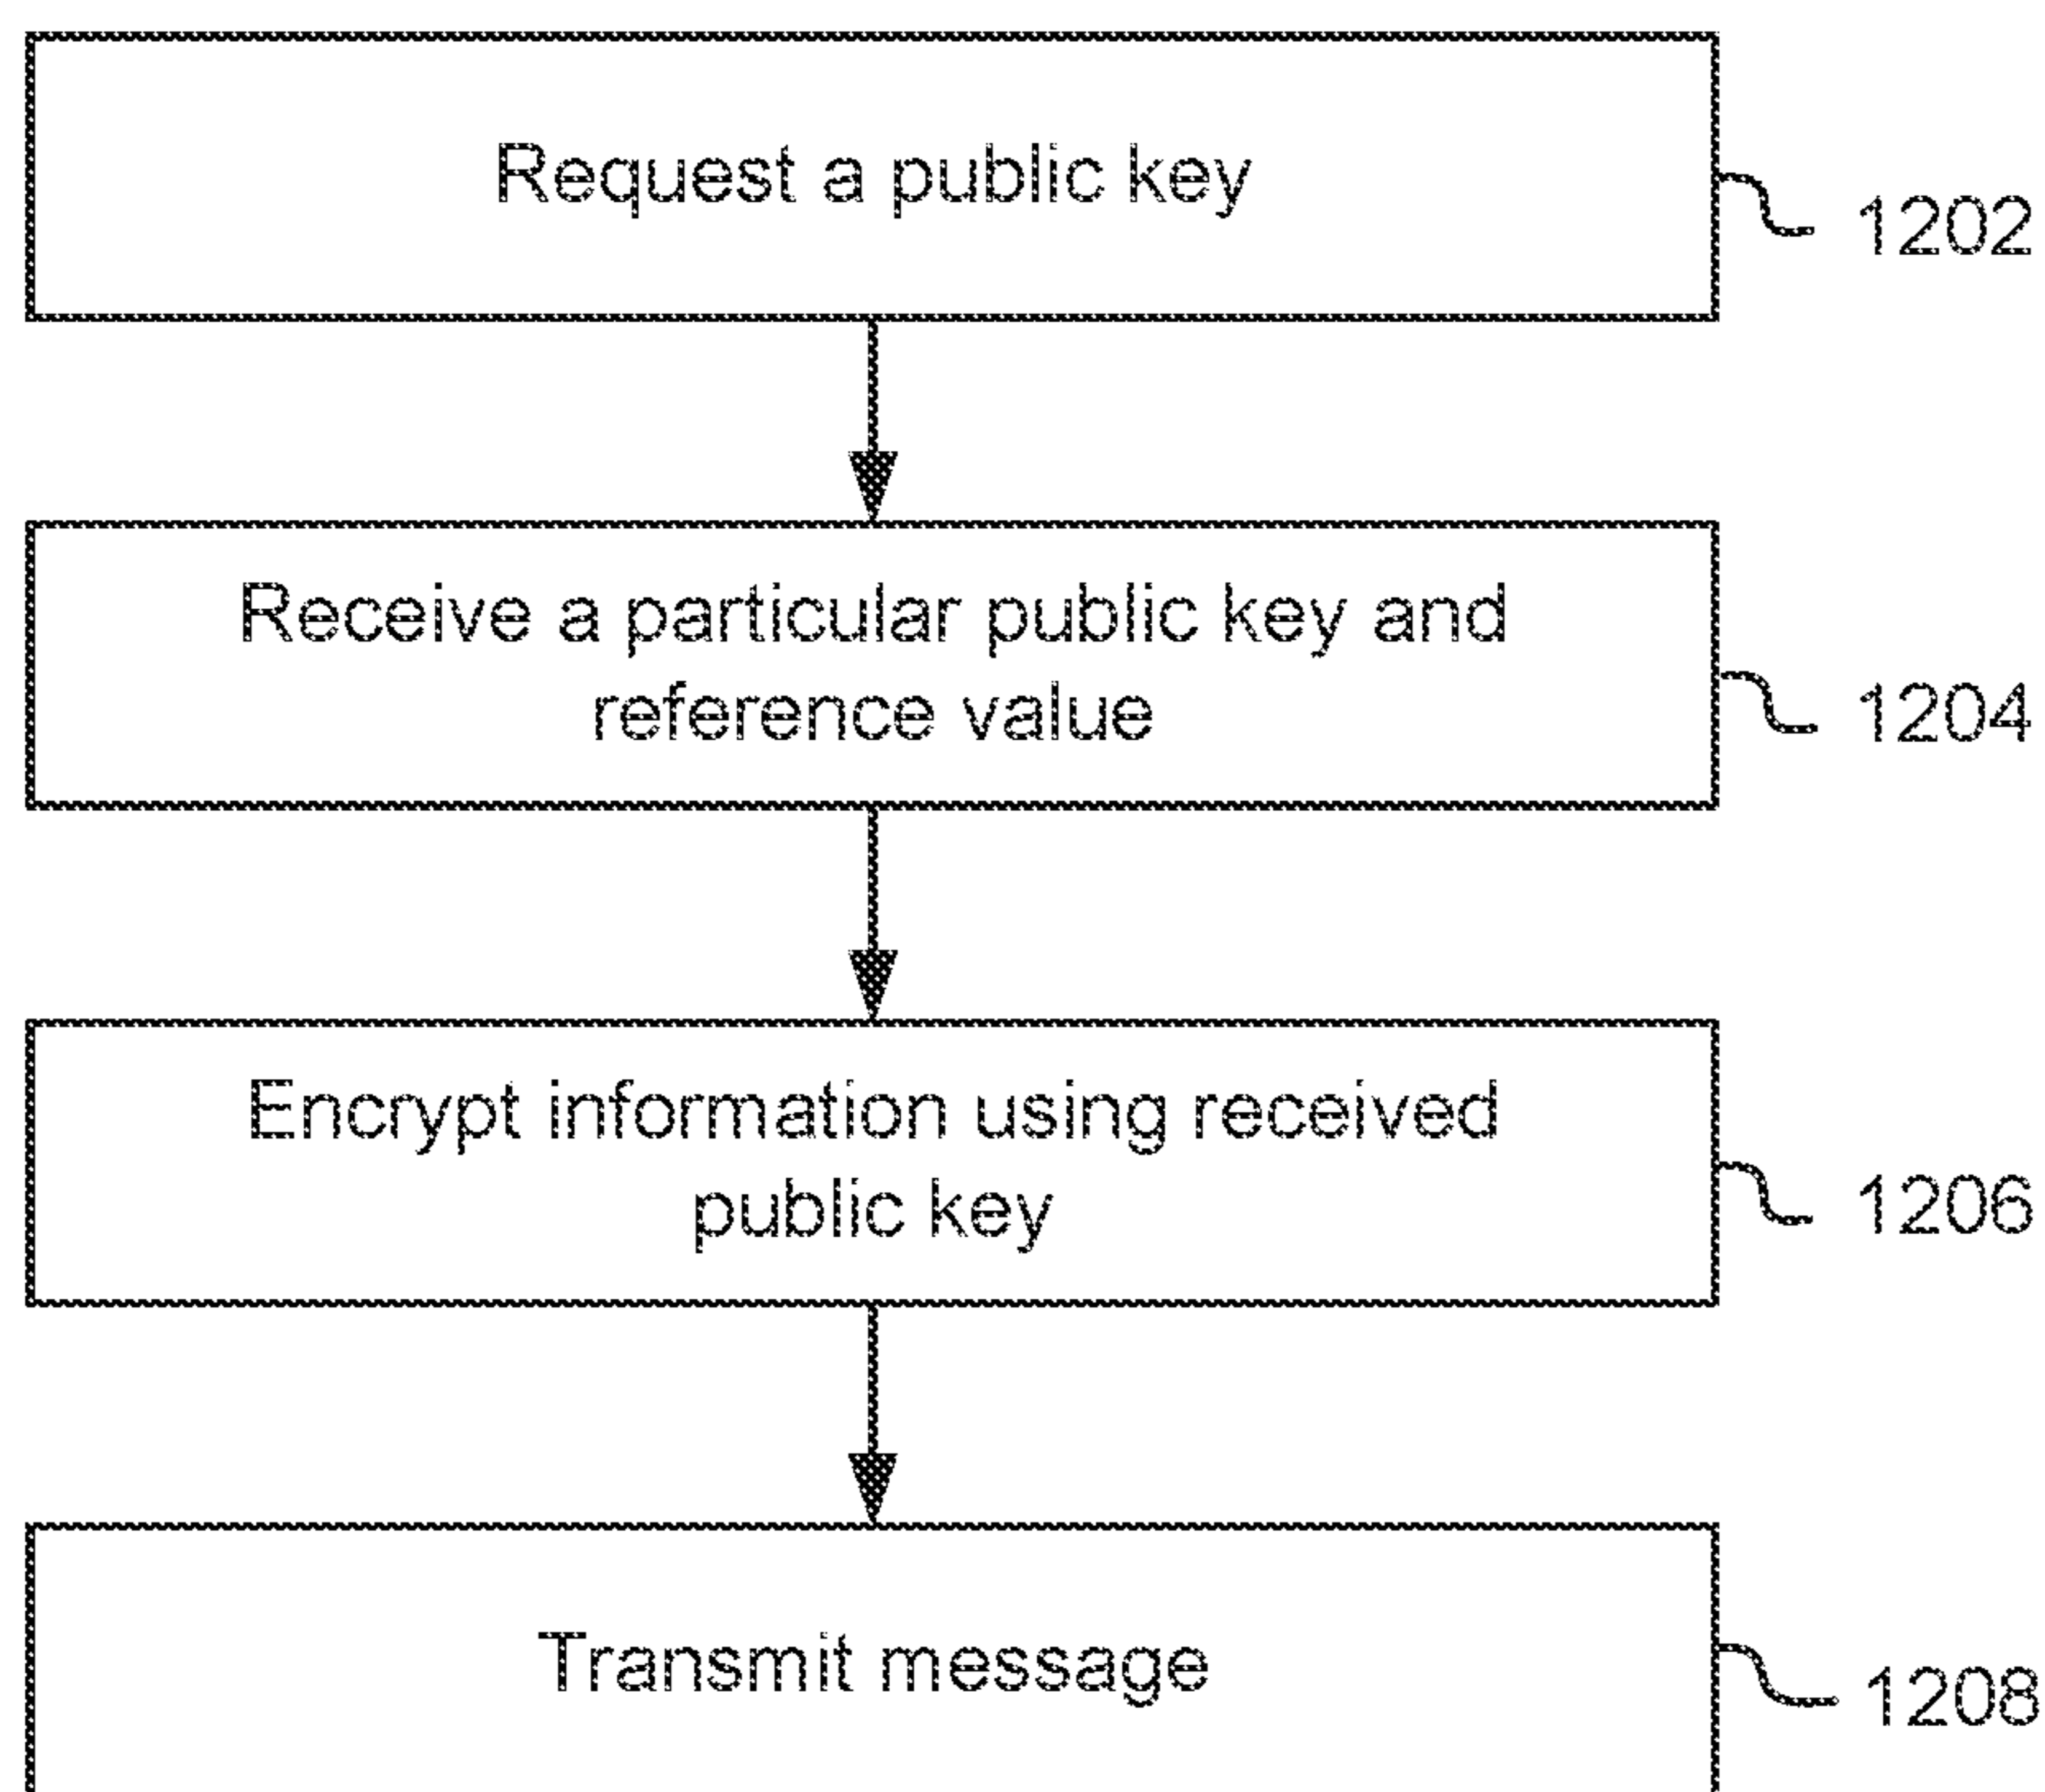 Request a public key
1202
Receive a particular public key and
reference value
1204
Encrypt information using received
public key
1206
Transmit message
1208